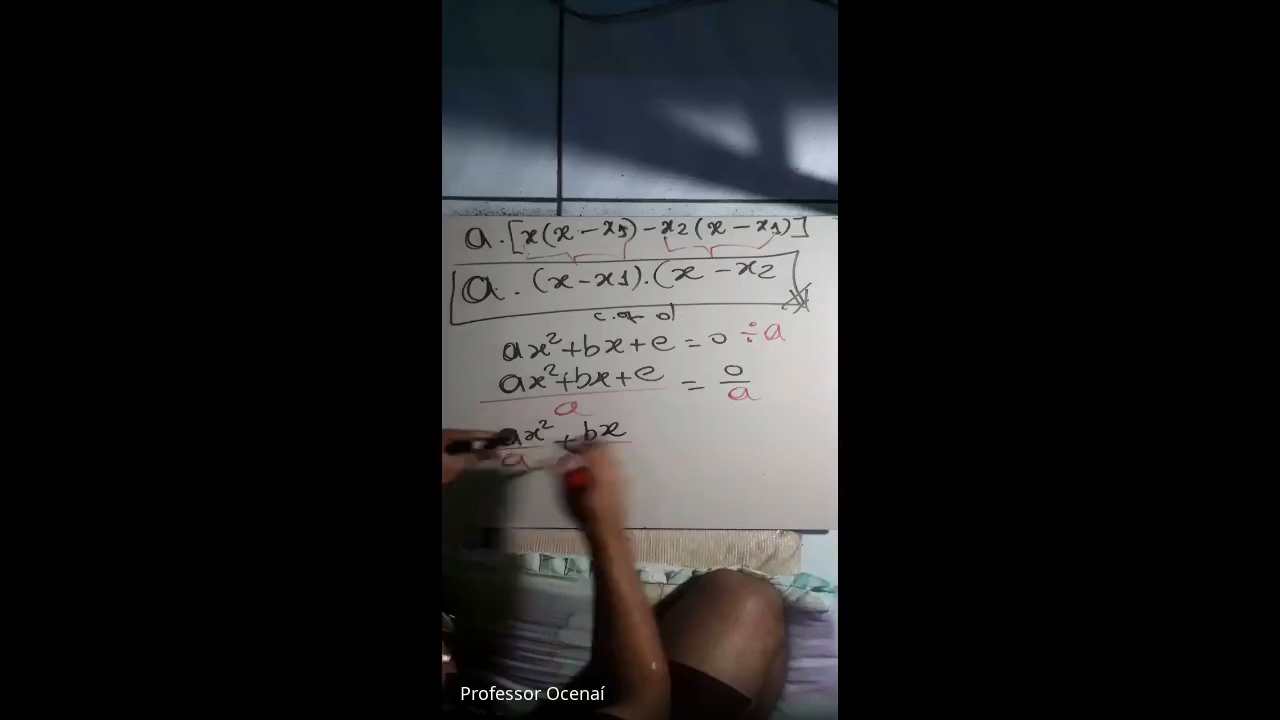 a.[x(x-x1)-x2(x-x1)]
a.(x-x1).(x-x2
ax²+bx+c=0 ÷a
ax²+bx+c/a = 0/a
ax²/a + bx
Professor Ocenaí